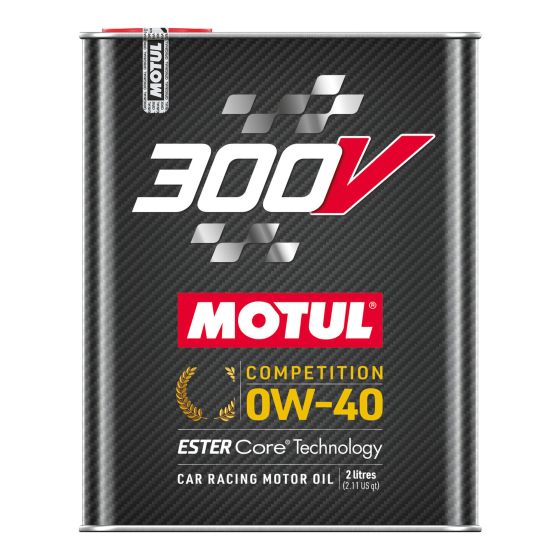 MOTUL
300V
MOTUL®
COMPETITION
0W-40
ESTER Core® Technology
CAR RACING MOTOR OIL
2 litres
(2.11 US qt)